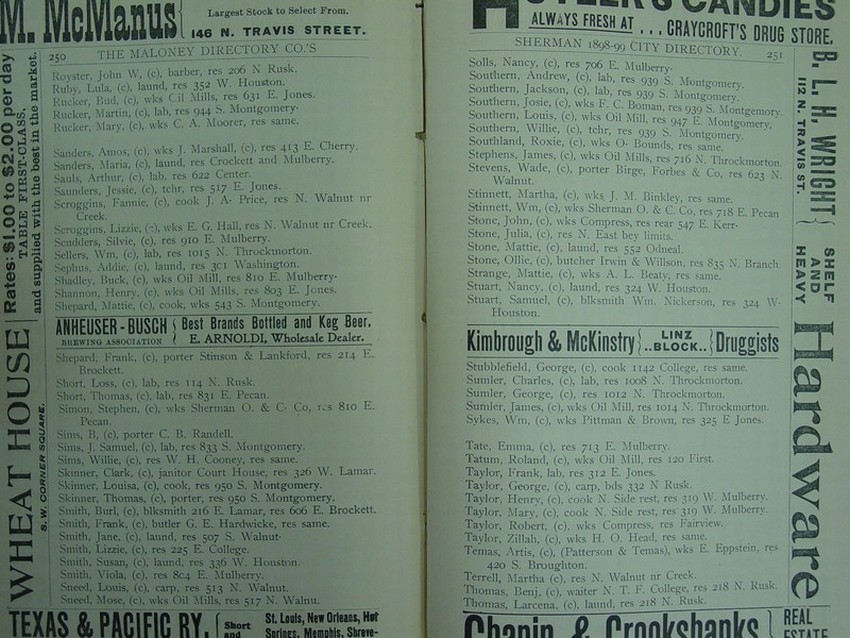 M. McManus { Largest Stock to Select From.
146 N. TRAVIS STREET.
250 THE MALONEY DIRECTORY CO.'S
Royster, John W, (c), barber, res 206 N Rusk.
Ruby, Lula, (c), laund, res 352 W. Houston.
Rucker, Bud, (c), wks Cil Mills, res 631 E. Jones.
Rucker, Martin, (c), lab, res 944 S. Montgomery.
Rucker, Mary, (c), wks C. A. Moorer, res same.
Sanders, Amos, (c), wks J. Marshall, (c), res 413 E. Cherry.
Sanders, Maria, (c), laund, res Crockett and Mulberry.
Sauls, Arthur, (c), lab, res 622 Center.
Saunders, Jessie, (c), tchr, res 517 E. Jones.
Scroggins, Fannie, (c), cook J. A. Price, res N. Walnut nr
Creek.
Scroggins, Lizzie, (c), wks E. G. Hall, res N. Walnut nr Creek.
Scudders, Silvie, (c), res 910 E. Mulberry.
Sellers, Wm, (c), lab, res 1015 N. Throckmorton.
Sephus, Addie, (c), laund, res 301 Washington.
Shadley, Buck, (c), wks Oil Mill, res 810 E. Mulberry.
Shannon, Henry, (c), wks Oil Mills, res 803 E. Jones.
Shepard, Mattie, (c), cook, wks 543 S. Montgomery.
ANHEUSER-BUSCH { Best Brands Bottled and Keg Beer.
BREWING ASSOCIATION E. ARNOLDI, Wholesale Dealer.
Shepard, Frank, (c), porter Stinson & Lankford, res 214 E.
Brockett.
Short, Loss, (c), lab, res 114 N. Rusk.
Short, Thomas, (c), lab, res 831 E. Pecan.
Simon, Stephen, (c), wks Sherman O. & C. Co, res 810 E.
Pecan.
Sims, B, (c), porter C. B. Randell.
Sims, J. Samuel, (c), lab, res 833 S. Montgomery.
Sims, Willie, (c), res W. H. Cooney, res same.
Skinner, Clark, (c), janitor Court House, res 326 W. Lamar.
Skinner, Louisa, (c), cook, res 950 S. Montgomery.
Skinner, Thomas, (c), porter, res 950 S. Montgomery.
Smith, Burl, (c), blksmith 216 E. Lamar, res 606 E. Brockett.
Smith, Frank, (c), butler G. E. Hardwicke, res same.
Smith, Jane, (c), laund, res 507 S. Walnut.
Smith, Lizzie, (c), res 225 E. College.
Smith, Susan, (c), laund, res 336 W. Houston.
Smith, Viola, (c), res 804 E. Mulberry.
Sneed, Louis, (c), carp, res 513 N. Walnut.
Sneed, Mose, (c), wks Oil Mills, res 517 N. Walnu.
TEXAS & PACIFIC RY. { Short
and
St. Louis, New Orleans, Hot
Springs, Memphis, Shreve-
WHEAT HOUSE
S. W. CORNER SQUARE.
Rates: $1.00 to $2.00 per day
TABLE FIRST-CLASS,
and supplied with the best in the market.
CANDIES
ALWAYS FRESH AT ... CRAYCROFT'S DRUG STORE.
SHERMAN 1898-99 CITY DIRECTORY. 251
Solls, Nancy, (c), res 706 E. Mulberry.
Southern, Andrew, (c), lab, res 939 S. Montgomery.
Southern, Jackson, (c), lab, res 939 S. Montgomery.
Southern, Josie, (c), wks F. C. Boman, res 939 S. Montgemory.
Southern, Louis, (c), wks Oil Mill, res 947 E. Montgomery,
Southern, Willie, (c), tchr, res 939 S. Montgomery.
Southland, Roxie, (c), wks O. Bounds, res same.
Stephens, James, (c), wks Oil Mills, res 716 N. Throckmorton.
Stevens, Wade, (c), porter Birge, Forbes & Co, res 623 N.
Walnut.
Stinnett, Martha, (c), wks J. M. Binkley, res same.
Stinnett, Wm, (c), wks Sherman O. & C. Co, res 718 E. Pecan
Stone, John, (c), wks Compress, res rear 547 E. Kerr.
Stone, Julia, (c), res N. East bey limits.
Stone, Mattie, (c), laund, res 552 Odneal.
Stone, Ollie, (c), butcher Irwin & Willson, res 835 N. Branch
Strange, Mattie, (c), wks A. L. Beaty, res same.
Stuart, Nancy, (c), laund, res 324 W. Houston.
Stuart, Samuel, (c), blksmith Wm. Nickerson, res 324 W.
Houston.
Kimbrough & McKinstry { LINZ
..BLOCK.. } Druggists
Stubblefield, George, (c), cook 1142 College, res same.
Sumler, Charles, (c), lab, res 1008 N. Throckmorton.
Sumler, George, (c), res 1012 N. Throckmorton.
Sumler, James, (c), wks Oil Mill, res 1014 N. Throckmorton.
Sykes, Wm, (c), wks Pittman & Brown, res 325 E Jones.
Tate, Emma, (c), res 713 E. Mulberry.
Tatum, Roland, (c), wks Oil Mill, res 120 First.
Taylor, Frank, lab, res 312 E. Jones.
Taylor, George, (c), carp, bds 332 N Rusk.
Taylor, Henry, (c), cook N. Side rest, res 319 W. Mulberry.
Taylor, Mary, (c), cook N. Side rest, res 319 W. Mulberry.
Taylor, Robert, (c), wks Compress, res Fairview.
Taylor, Zillah, (c), wks H. O. Head, res same.
Temas, Artis, (c), (Patterson & Temas), wks E. Eppstein, res
420 S. Broughton.
Terrell, Martha (c), res N. Walnut nr Creek.
Thomas, Benj, (c), waiter N. T. F. College, res 218 N. Rusk.
Thomas, Larcena, (c), laund, res 218 N. Rusk.
Chapin & Crookshanks } REAL
ESTATE
B. L. H. WRIGHT {
112 N. TRAVIS ST.
SHELF
AND
HEAVY
Hardware